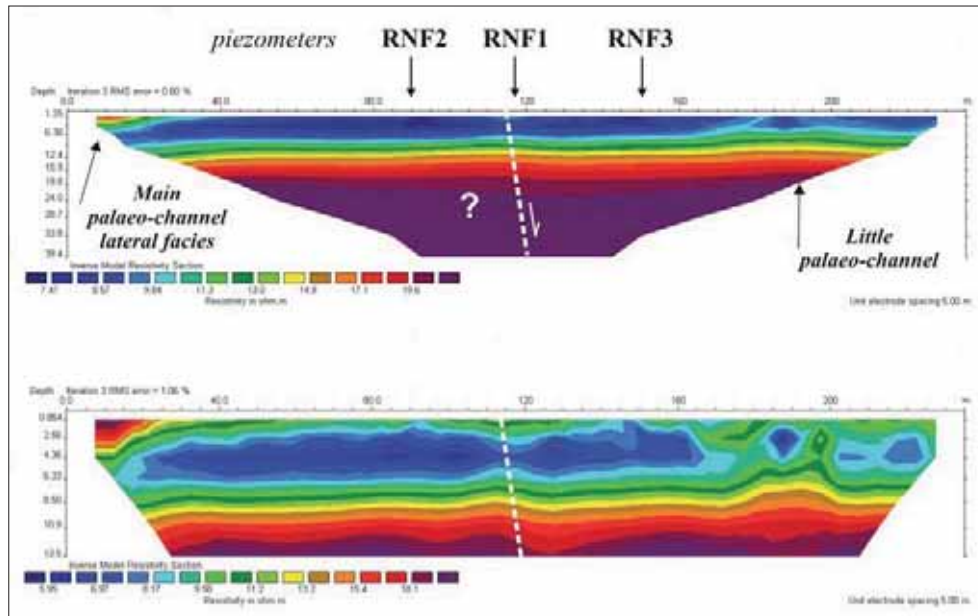 piezometers RNF2 RNF1 RNF3
Depth Iteration 3 RMS error = 0.80 %
0.0 40.0 80.0 120 160 200 m
1.25
6.30
12.4
15.9
19.8
24.0
28.7
33.8
39.4
?
Main
palaeo-channel
lateral facies
Little
palaeo-channel
Inverse Model Resistivity Section
7.41 8.57 9.84 11.3 13.0 14.9 17.1 19.6
Resistivity in ohm.m
Unit electrode spacing 5.00 m
Depth Iteration 3 RMS error = 1.06 %
0.0 40.0 80.0 120 160 200 m
2.56
4.36
6.23
8.50
10.9
13.5
Inverse Model Resistivity Section
5.95 6.97 8.17 9.58 11.2 13.2 15.4 18.1
Resistivity in ohm.m
Unit electrode spacing 5.00 m